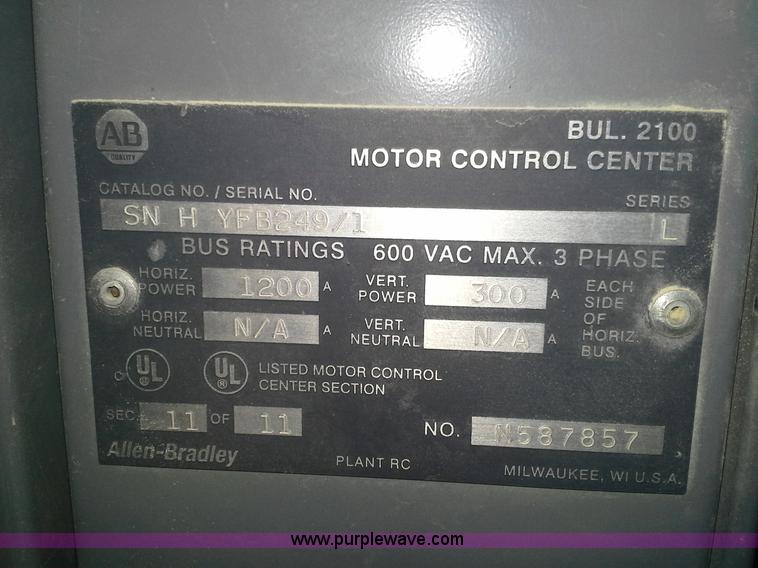 AB
QUALITY
BUL. 2100
MOTOR CONTROL CENTER
CATALOG NO. / SERIAL NO.
SERIES
SN H YFB249/1
L
BUS RATINGS 600 VAC MAX. 3 PHASE
HORIZ. POWER 1200 A
VERT. POWER 300 A
EACH SIDE OF HORIZ. BUS.
HORIZ. NEUTRAL N/A A
VERT. NEUTRAL N/A A
C UL UL ® LISTED MOTOR CONTROL
CENTER SECTION
SEC. 11 OF 11
NO. N587857
Allen-Bradley
PLANT RC
MILWAUKEE, WI U.S.A.
www.purplewave.com